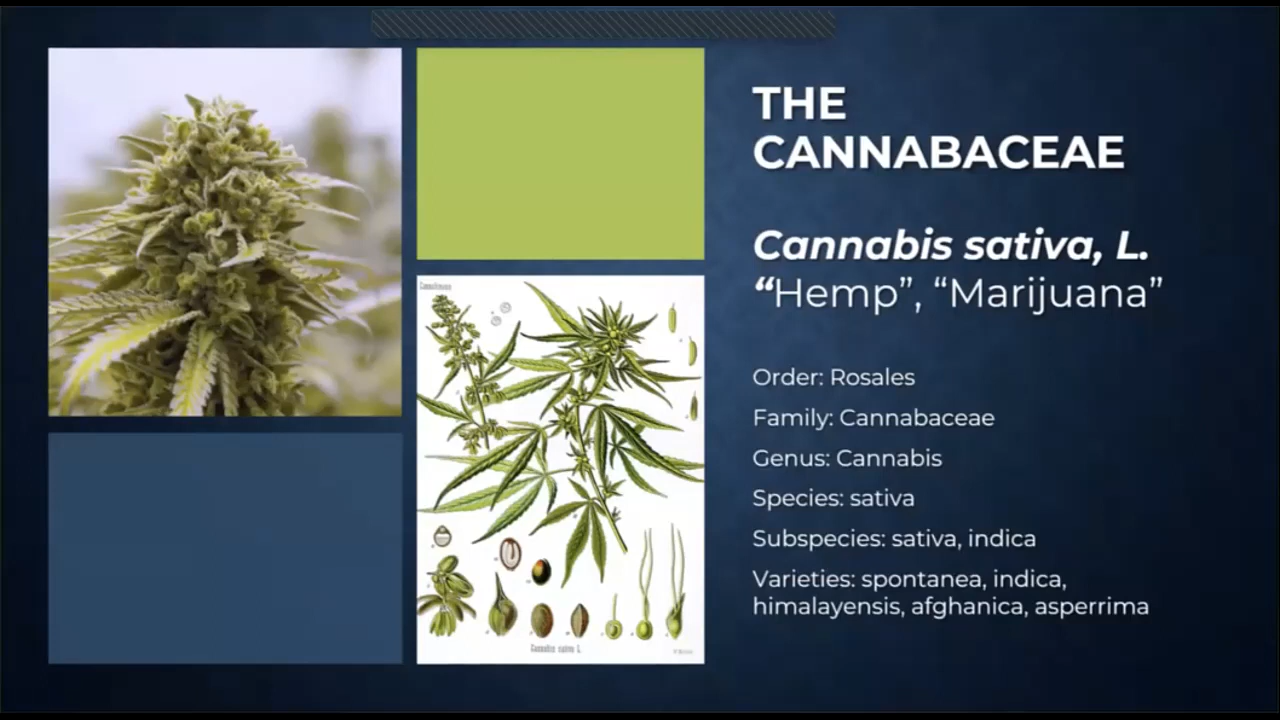 THE
CANNABACEAE
Cannabis sativa, L.
“Hemp”, “Marijuana”
Order: Rosales
Family: Cannabaceae
Genus: Cannabis
Species: sativa
Subspecies: sativa, indica
Varieties: spontanea, indica,
himalayensis, afghanica, asperrima
Cannabis sativa L.